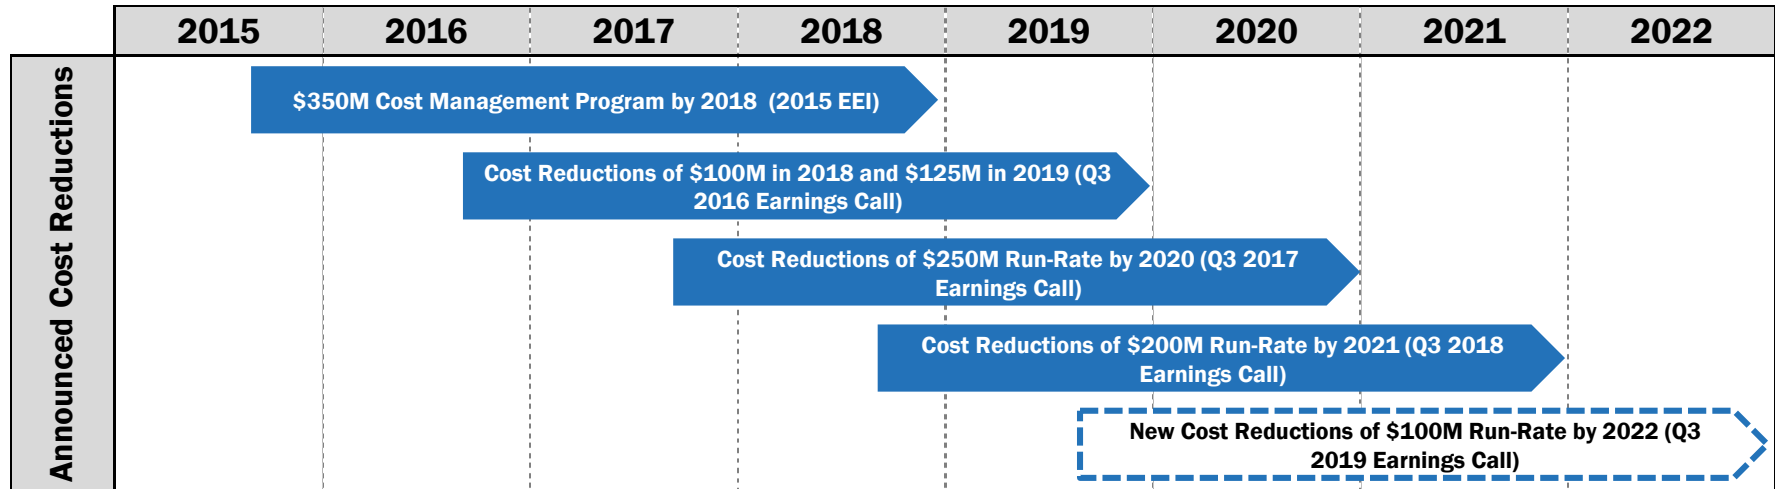 2015 2016 2017 2018 2019 2020 2021 2022
Announced Cost Reductions
$350M Cost Management Program by 2018 (2015 EEI)
Cost Reductions of $100M in 2018 and $125M in 2019 (Q3
2016 Earnings Call)
Cost Reductions of $250M Run-Rate by 2020 (Q3 2017
Earnings Call)
Cost Reductions of $200M Run-Rate by 2021 (Q3 2018
Earnings Call)
New Cost Reductions of $100M Run-Rate by 2022 (Q3
2019 Earnings Call)